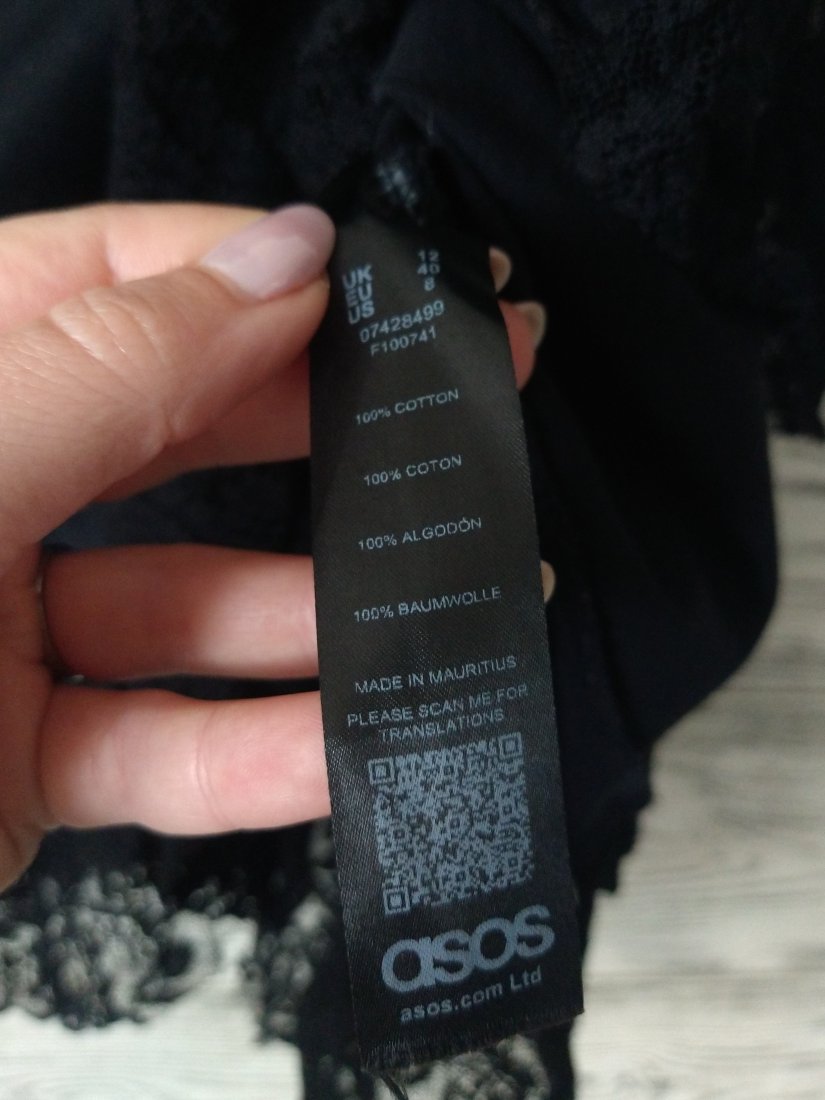 UK 12
EU 40
US 8
07428499
F100741
100% COTTON
100% COTON
100% ALGODÓN
100% BAUMWOLLE
MADE IN MAURITIUS
PLEASE SCAN ME FOR
TRANSLATIONS
asos
asos.com Ltd